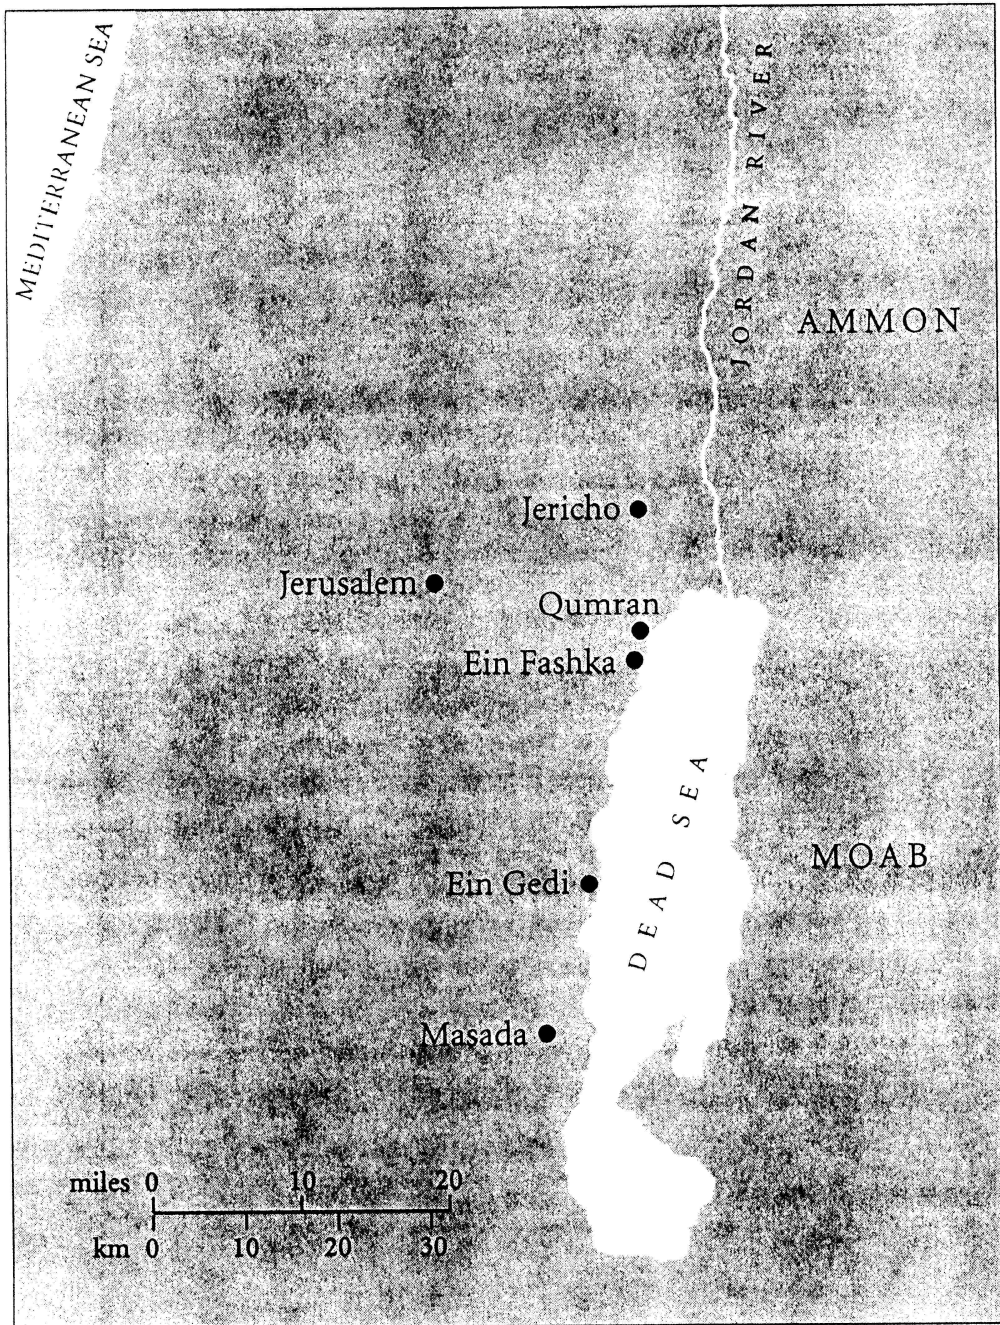 MEDITERRANEAN SEA
JORDAN RIVER
AMMON
Jericho
Jerusalem
Qumran
Ein Fashka
DEAD SEA
MOAB
Ein Gedi
Masada
miles 0 10 20
km 0 10 20 30